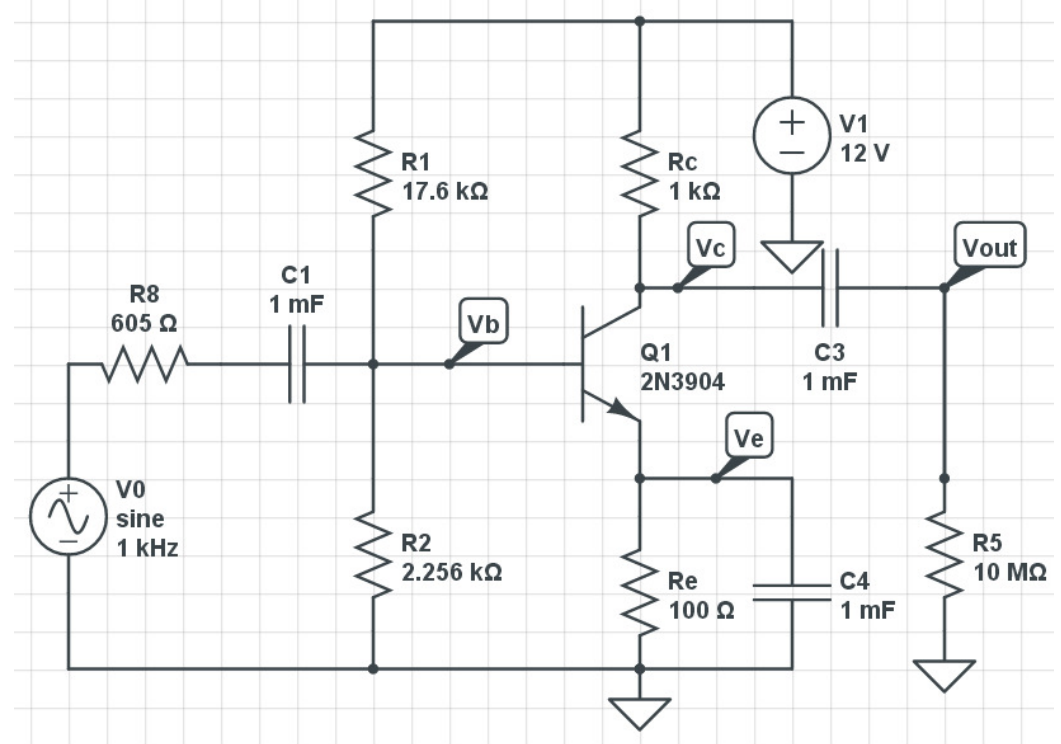 R1
17.6 kΩ
Rc
1 kΩ
V1
12 V
Vc
Vout
C1
1 mF
R8
605 Ω
Vb
Q1
2N3904
C3
1 mF
Ve
V0
sine
1 kHz
R2
2.256 kΩ
Re
100 Ω
C4
1 mF
R5
10 MΩ